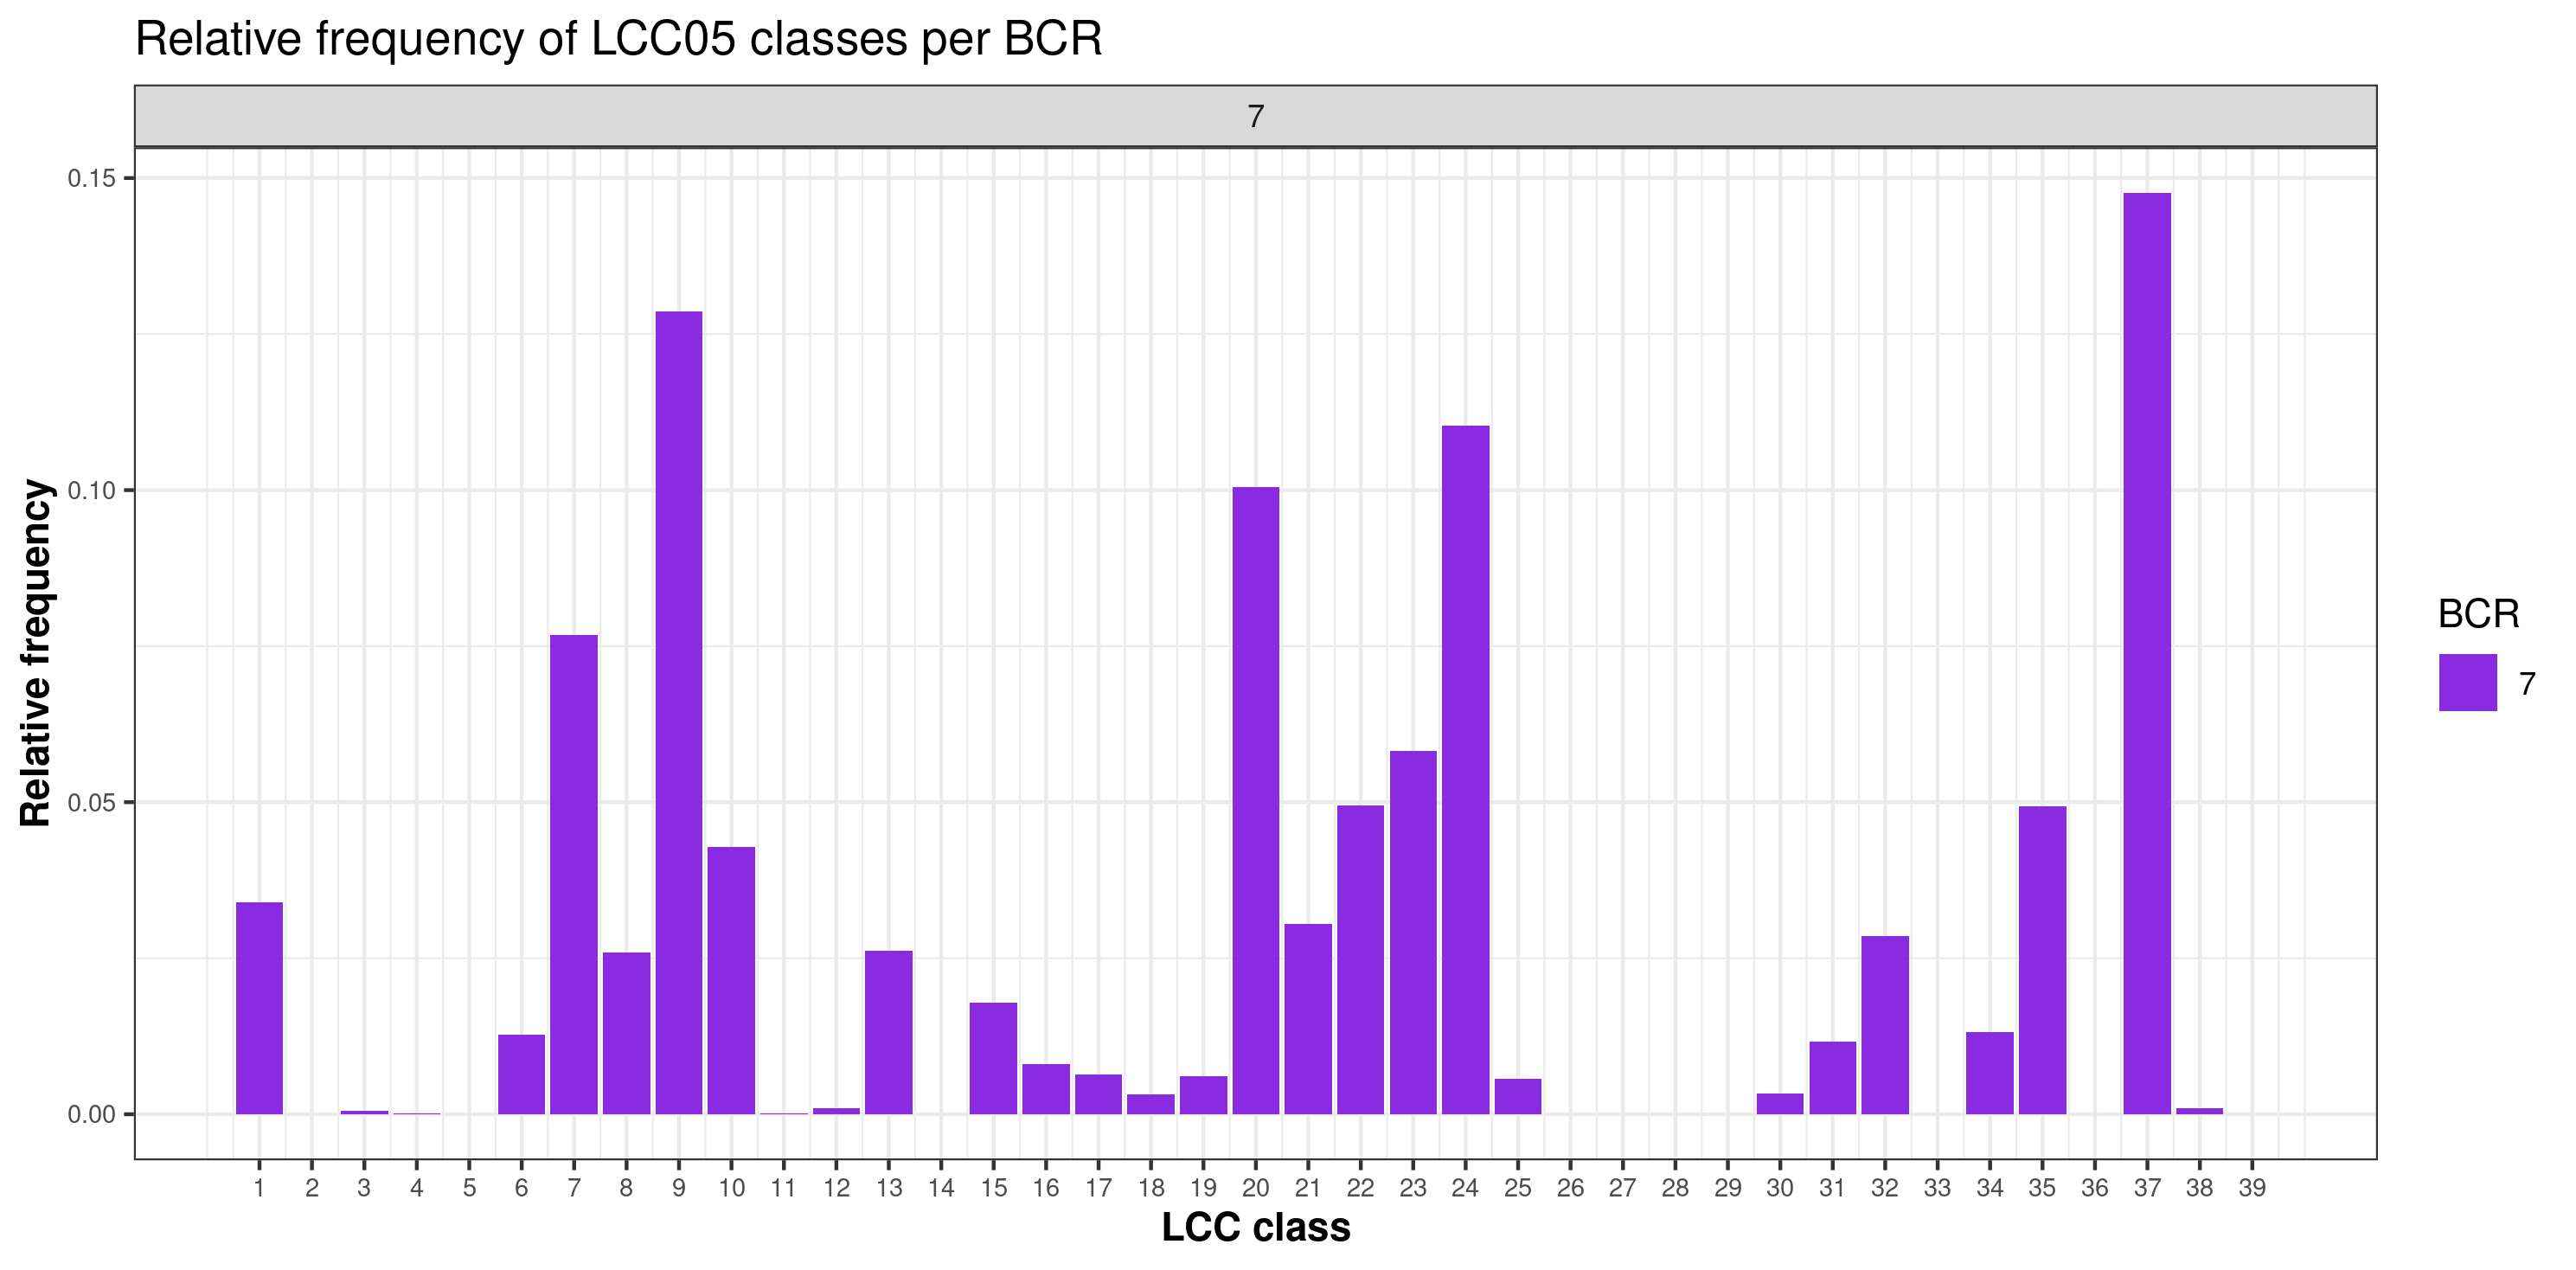 Relative frequency of LCC05 classes per BCR
7
0.15
0.10
0.05
0.00
Relative frequency
1 2 3 4 5 6 7 8 9 10 11 12 13 14 15 16 17 18 19 20 21 22 23 24 25 26 27 28 29 30 31 32 33 34 35 36 37 38 39
LCC class
BCR
7